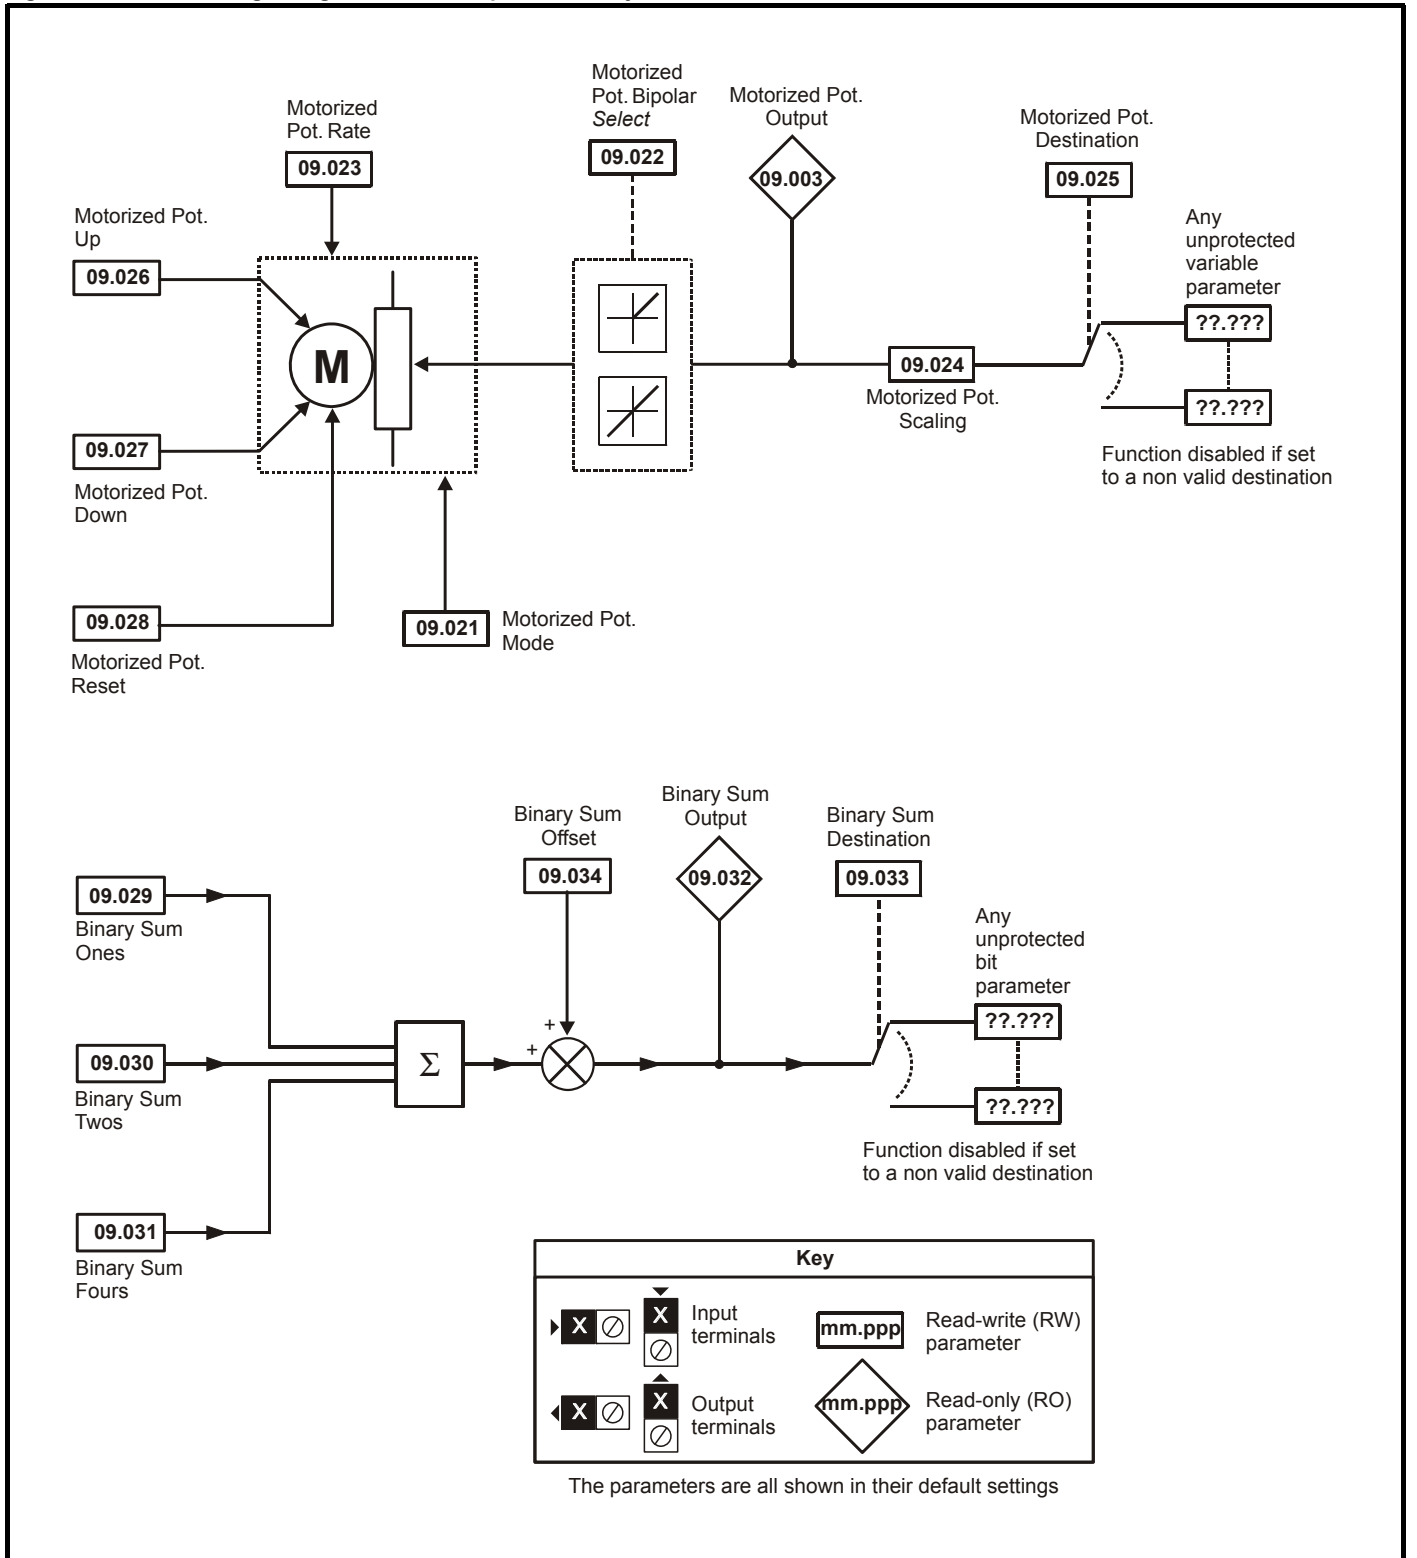 Motorized
Pot. Rate
09.023
Motorized
Pot. Bipolar
Select
09.022
Motorized Pot.
Output
09.003
Motorized Pot.
Destination
09.025
Motorized Pot.
Up
09.026
M
09.027
Motorized Pot.
Down
09.028
Motorized Pot.
Reset
09.021
Motorized Pot.
Mode
09.024
Motorized Pot.
Scaling
Any
unprotected
variable
parameter
??.???
??.???
Function disabled if set
to a non valid destination
Binary Sum
Offset
09.034
Binary Sum
Output
09.032
Binary Sum
Destination
09.033
09.029
Binary Sum
Ones
09.030
Binary Sum
Twos
09.031
Binary Sum
Fours
Σ
+
+
Any
unprotected
bit
parameter
??.???
??.???
Function disabled if set
to a non valid destination
Key
X
X
Input
terminals
mm.ppp
Read-write (RW)
parameter
X
X
Output
terminals
mm.ppp
Read-only (RO)
parameter
The parameters are all shown in their default settings